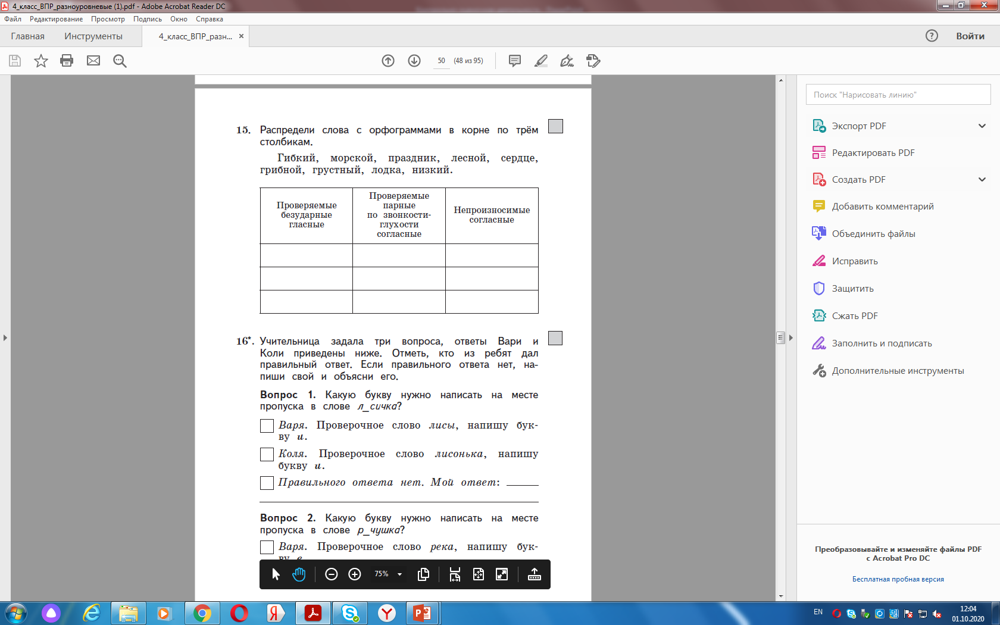 4_класс_ВПР_разноуровневые (1).pdf - Adobe Acrobat Reader DC
Файл Редактирование Просмотр Подпись Окно Справка
Главная Инструменты 4_класс_ВПР_разн... × ? Войти
50 (48 из 95)
Поиск "Нарисовать линию"
Экспорт PDF
Редактировать PDF
Создать PDF
Добавить комментарий
Объединить файлы
Исправить
Защитить
Сжать PDF
Заполнить и подписать
Дополнительные инструменты
Преобразовывайте и изменяйте файлы PDF
с Acrobat Pro DC
Бесплатная пробная версия
15. Распредели слова с орфограммами в корне по трём
столбикам.
Гибкий, морской, праздник, лесной, сердце,
грибной, грустный, лодка, низкий.
Проверяемые
безударные
гласные
Проверяемые
парные
по звонкости-
глухости
согласные
Непроизносимые
согласные
16*. Учительница задала три вопроса, ответы Вари и
Коли приведены ниже. Отметь, кто из ребят дал
правильный ответ. Если правильного ответа нет, на-
пиши свой и объясни его.
Вопрос 1. Какую букву нужно написать на месте
пропуска в слове л_сичка?
Варя. Проверочное слово лисы, напишу бук-
ву и.
Коля. Проверочное слово лисонька, напишу
букву и.
Правильного ответа нет. Мой ответ:
Вопрос 2. Какую букву нужно написать на месте
пропуска в слове р_чушка?
Варя. Проверочное слово река, напишу бук-
ву е
75%
EN
12:04
01.10.2020